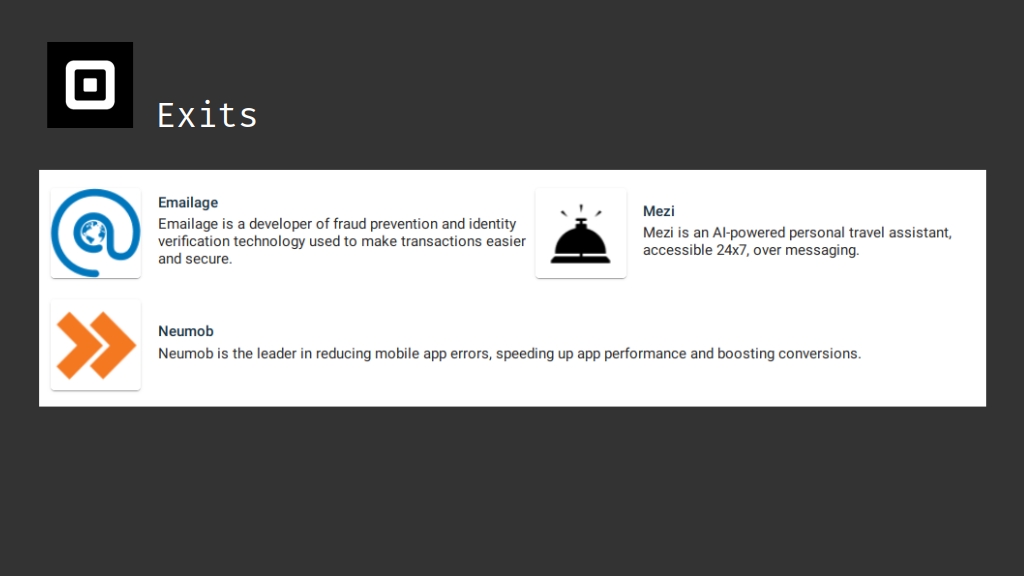 Exits
Emailage
Emailage is a developer of fraud prevention and identity
verification technology used to make transactions easier
and secure.
Mezi
Mezi is an AI-powered personal travel assistant,
accessible 24x7, over messaging.
Neumob
Neumob is the leader in reducing mobile app errors, speeding up app performance and boosting conversions.